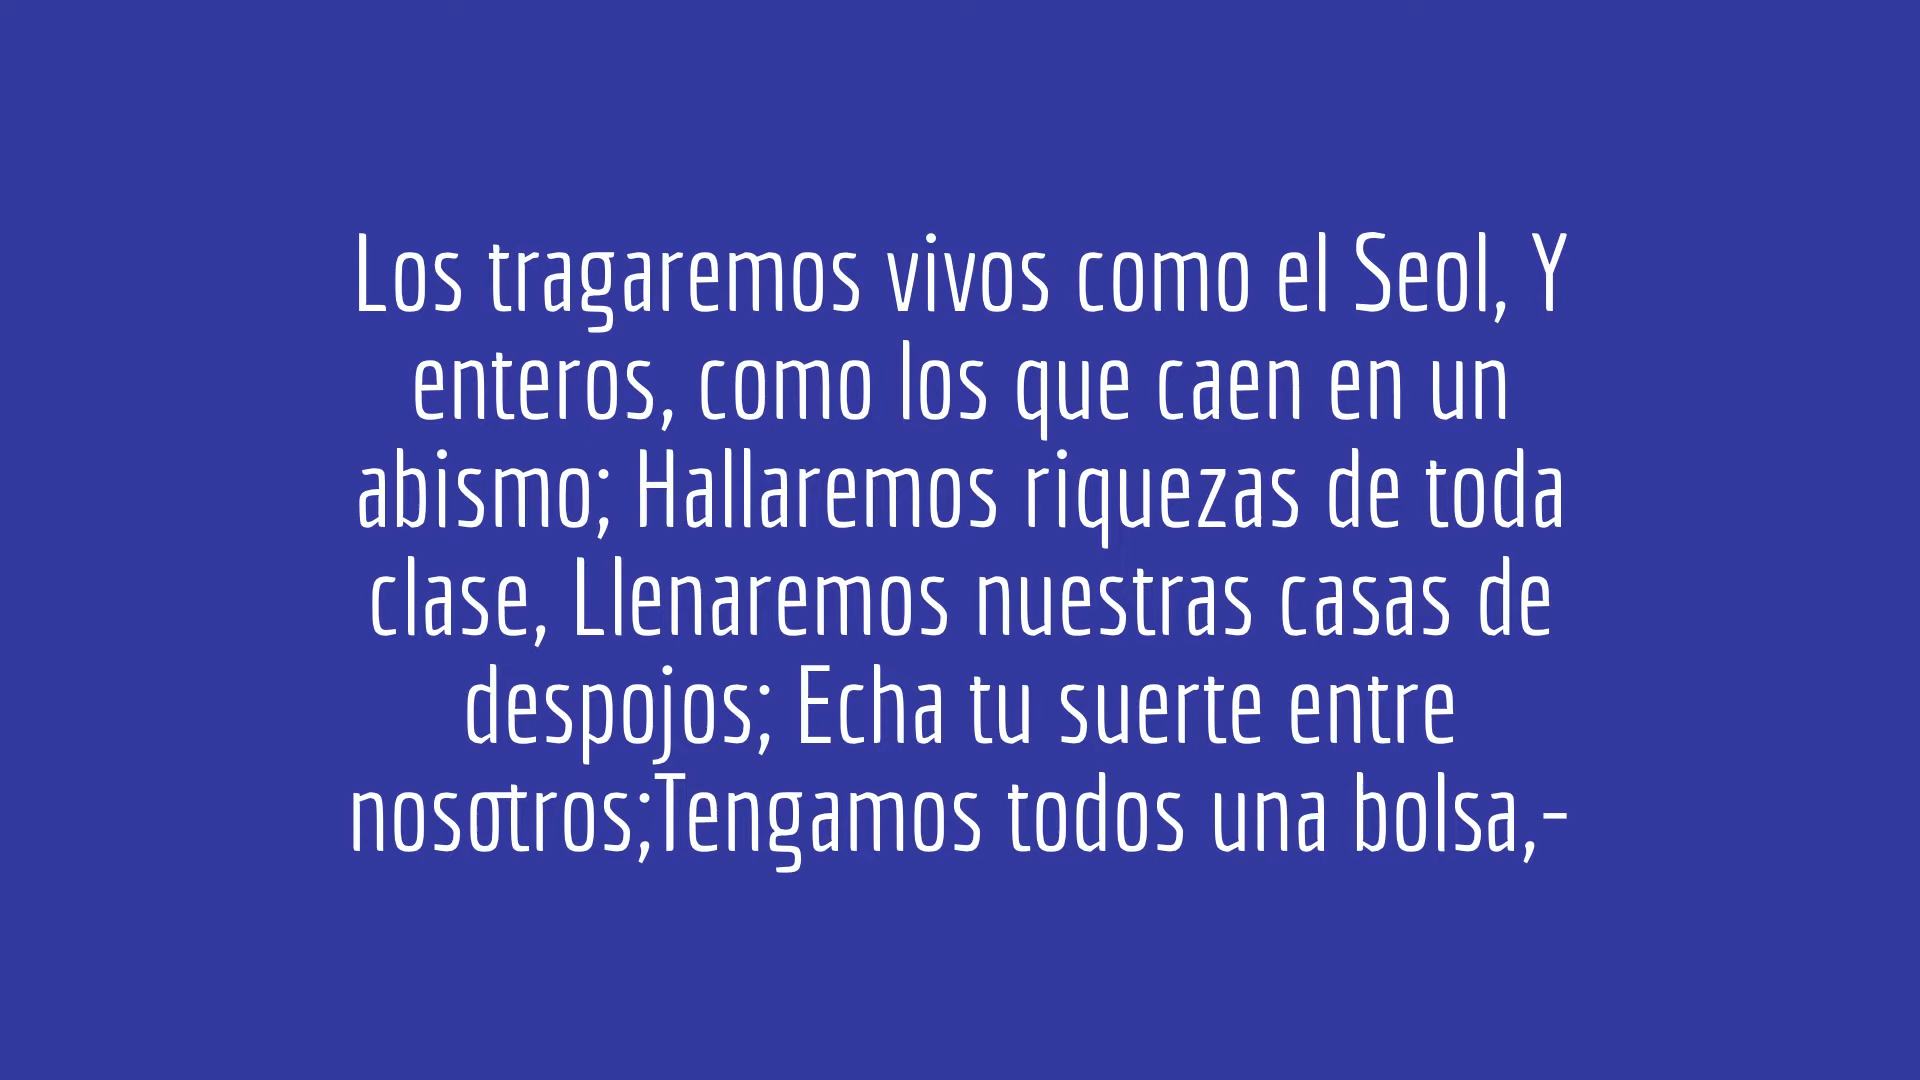 Los tragaremos vivos como el Seol, Y
enteros, como los que caen en un
abismo; Hallaremos riquezas de toda
clase, Llenaremos nuestras casas de
despojos; Echa tu suerte entre
nosotros;Tengamos todos una bolsa,-